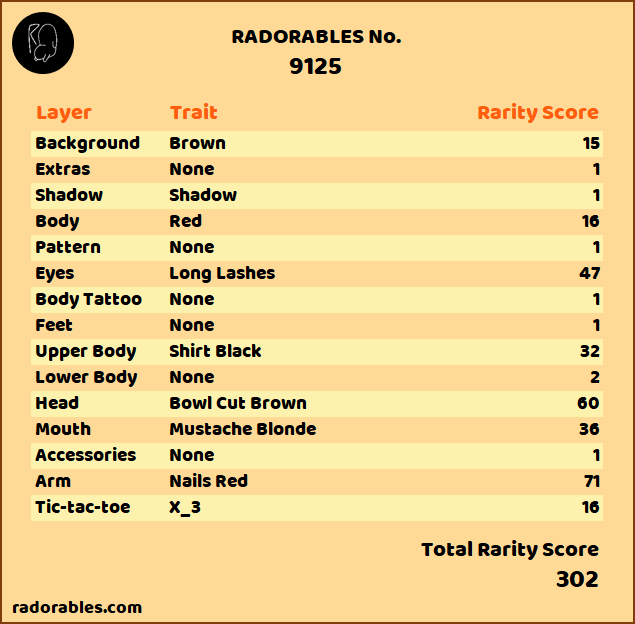 RADORABLES No.
9125
Layer Trait Rarity Score
Background Brown 15
Extras None 1
Shadow Shadow 1
Body Red 16
Pattern None 1
Eyes Long Lashes 47
Body Tattoo None 1
Feet None 1
Upper Body Shirt Black 32
Lower Body None 2
Head Bowl Cut Brown 60
Mouth Mustache Blonde 36
Accessories None 1
Arm Nails Red 71
Tic-tac-toe X_3 16
Total Rarity Score
302
radorables.com